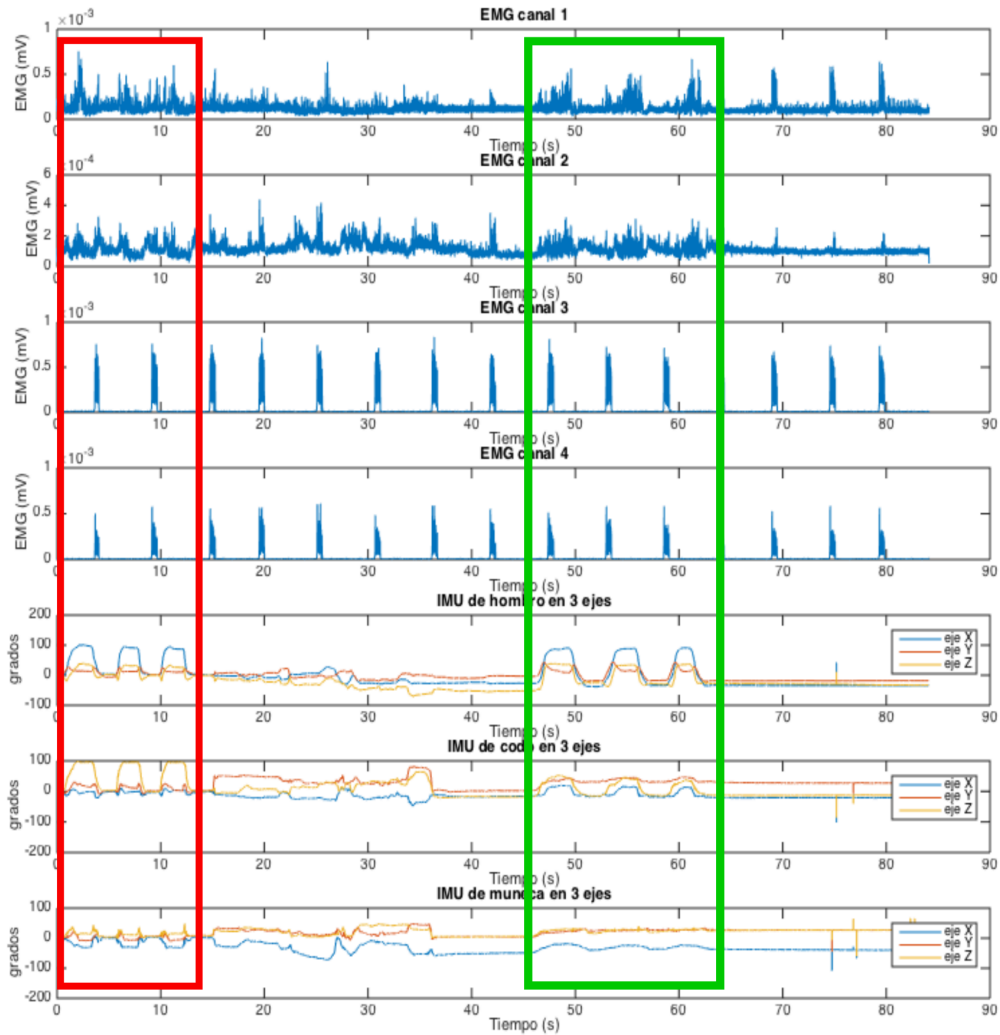 EMG canal 1
×10⁻³
EMG (mV)
1
0.5
0
0 10 20 30 40 50 60 70 80 90
Tiempo (s)
EMG canal 2
×10⁻⁴
EMG (mV)
6
4
2
0
0 10 20 30 40 50 60 70 80 90
Tiempo (s)
EMG canal 3
×10⁻³
EMG (mV)
1
0.5
0
0 10 20 30 40 50 60 70 80 90
Tiempo (s)
EMG canal 4
×10⁻³
EMG (mV)
1
0.5
0
0 10 20 30 40 50 60 70 80 90
Tiempo (s)
IMU de hombro en 3 ejes
grados
200
100
0
-100
eje X
eje Y
eje Z
0 10 20 30 40 50 60 70 80 90
Tiempo (s)
IMU de codo en 3 ejes
grados
100
0
-100
-200
eje X
eje Y
eje Z
0 10 20 30 40 50 60 70 80 90
Tiempo (s)
IMU de muneca en 3 ejes
grados
100
0
-100
-200
eje X
eje Y
eje Z
0 10 20 30 40 50 60 70 80 90
Tiempo (s)